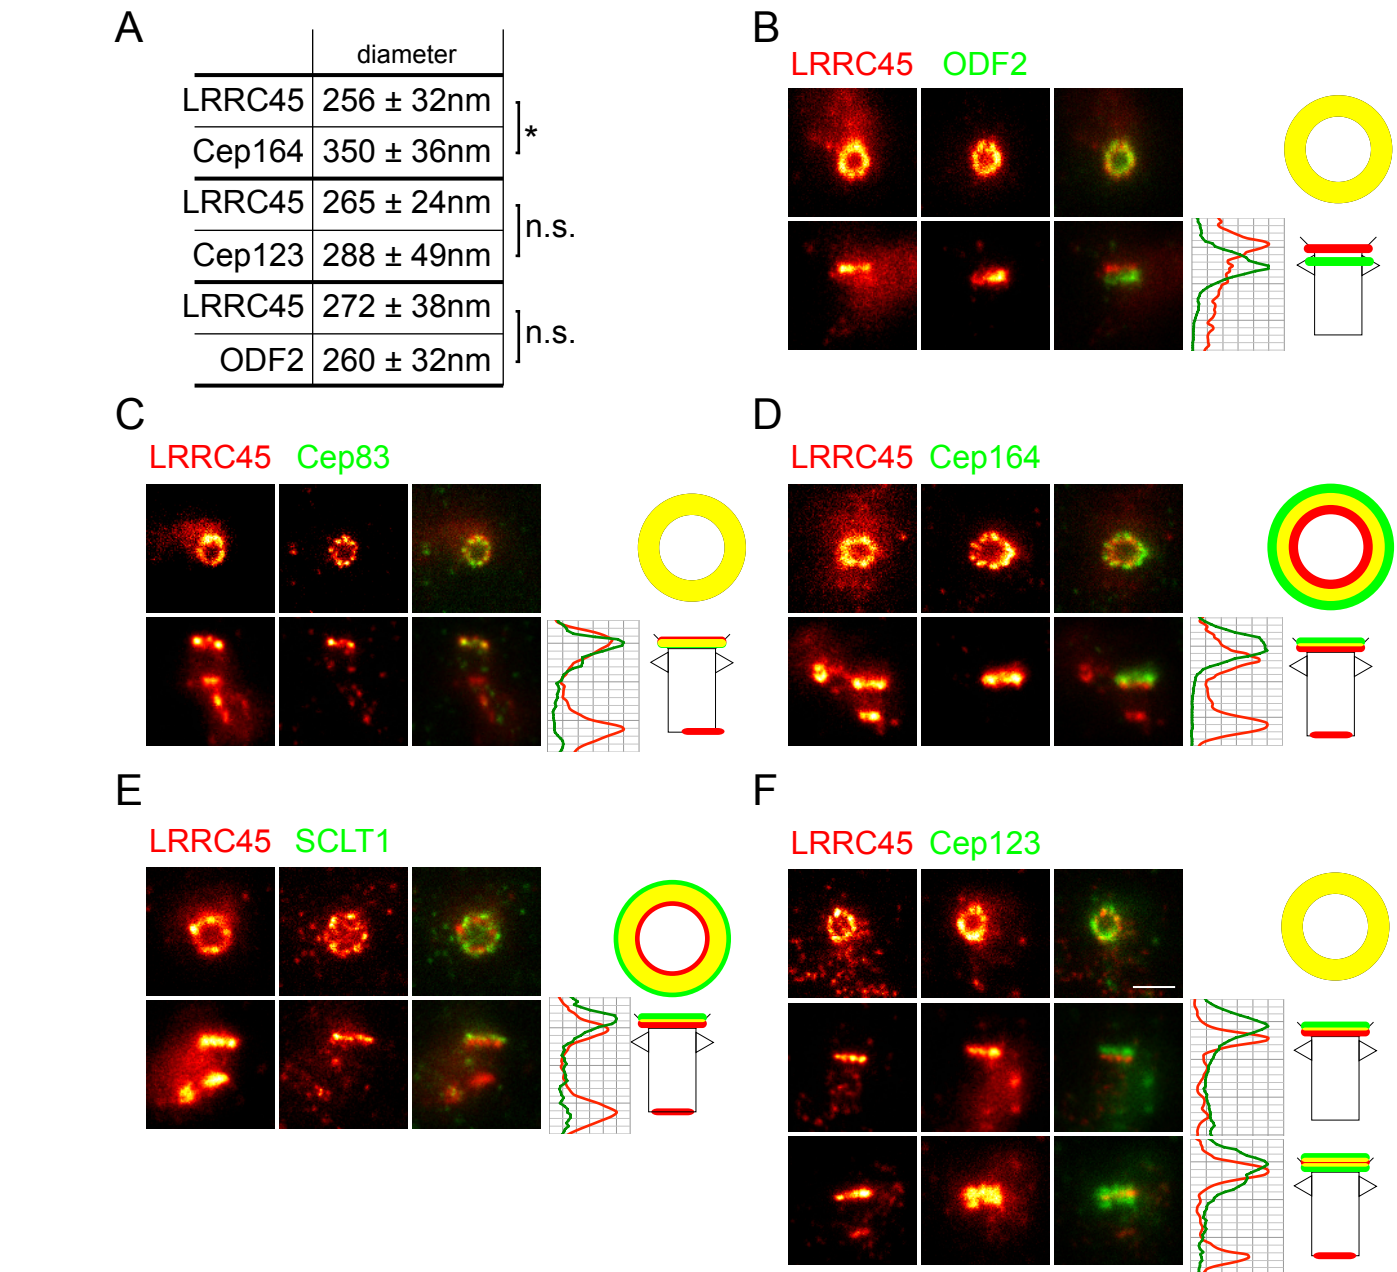 A
diameter
LRRC45 256 ± 32nm
*
Cep164 350 ± 36nm
LRRC45 265 ± 24nm
n.s.
Cep123 288 ± 49nm
LRRC45 272 ± 38nm
n.s.
ODF2 260 ± 32nm
B
LRRC45 ODF2
C
LRRC45 Cep83
D
LRRC45 Cep164
E
LRRC45 SCLT1
F
LRRC45 Cep123